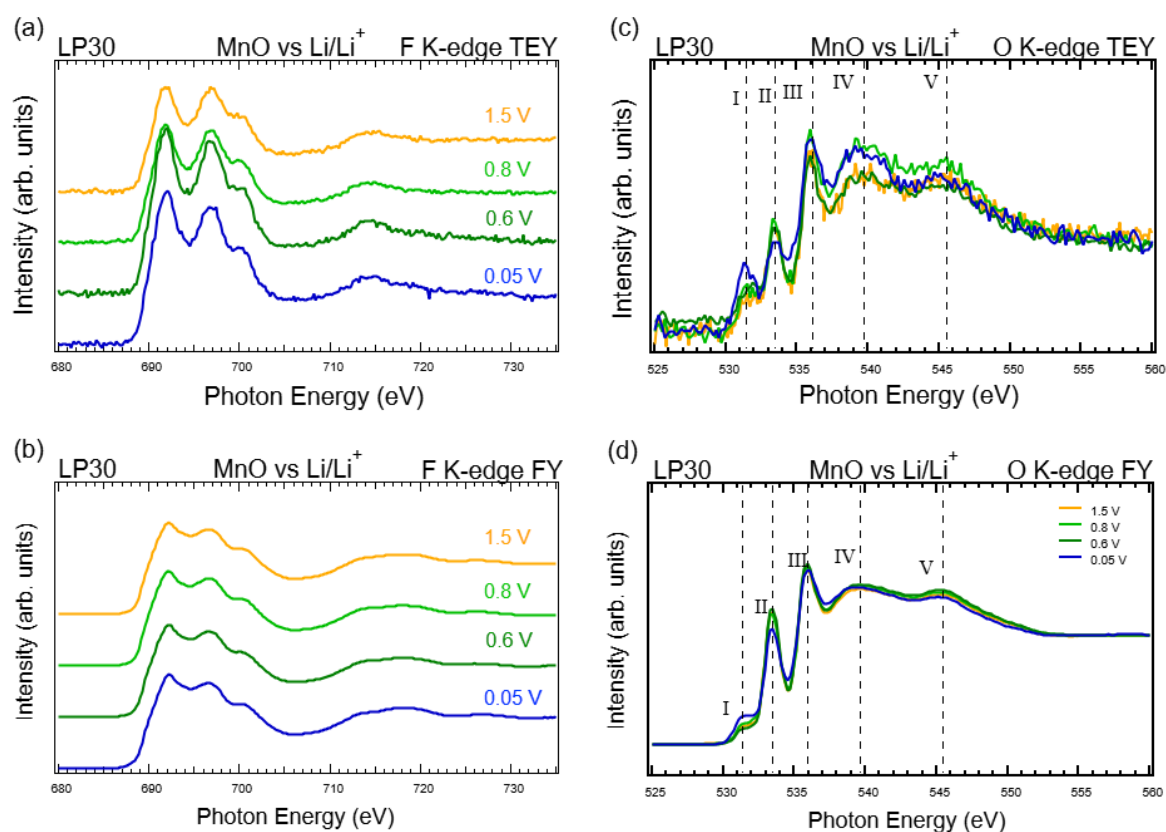 (a)
LP30 MnO vs Li/Li+ F K-edge TEY
1.5 V
0.8 V
0.6 V
0.05 V
Intensity (arb. units)
680 690 700 710 720 730
Photon Energy (eV)
(c)
LP30 MnO vs Li/Li+ O K-edge TEY
I II III IV V
Intensity (arb. units)
525 530 535 540 545 550 555 560
Photon Energy (eV)
(b)
LP30 MnO vs Li/Li+ F K-edge FY
1.5 V
0.8 V
0.6 V
0.05 V
Intensity (arb. units)
680 690 700 710 720 730
Photon Energy (eV)
(d)
LP30 MnO vs Li/Li+ O K-edge FY
1.5 V
0.8 V
0.6 V
0.05 V
I II III IV V
Intensity (arb. units)
525 530 535 540 545 550 555 560
Photon Energy (eV)